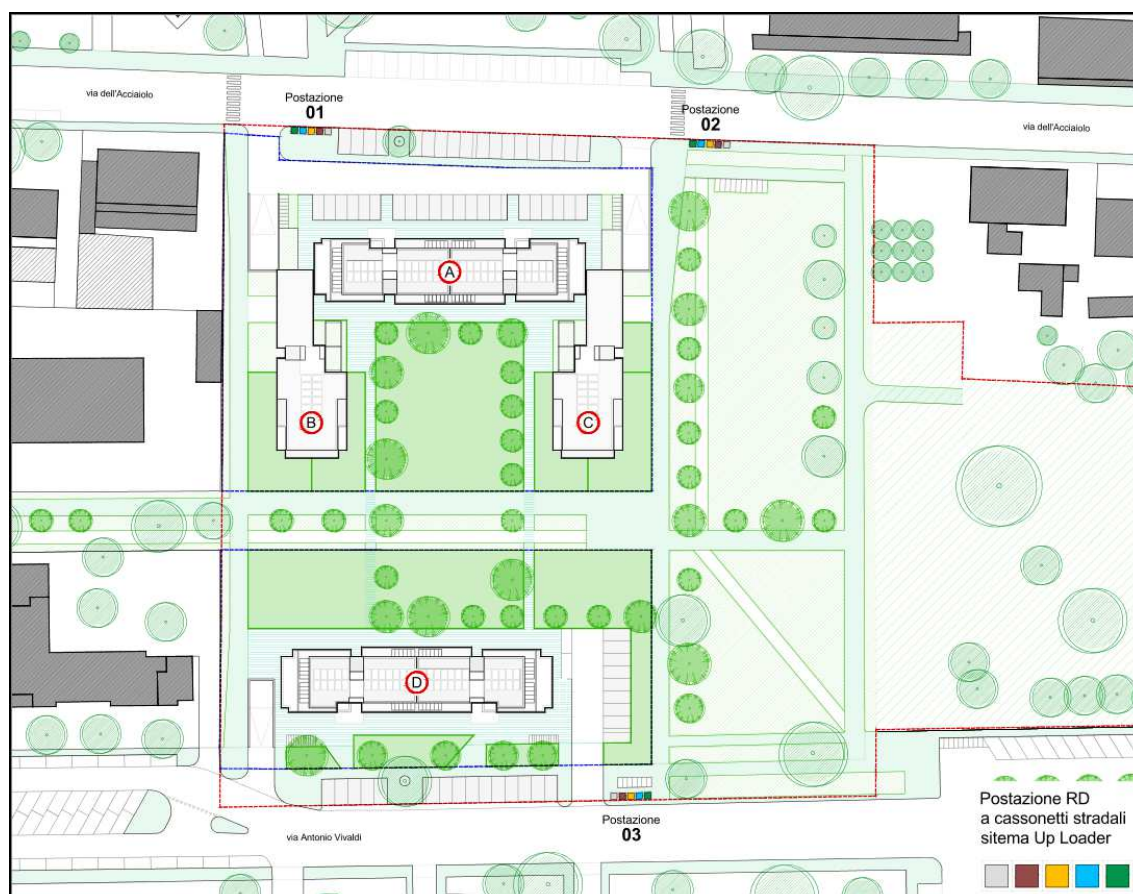 via dell'Acciaiolo
Postazione
01
Postazione
02
via dell'Acciaiolo
A
B
C
D
Postazione
03
via Antonio Vivaldi
Postazione RD
a cassonetti stradali
sitema Up Loader